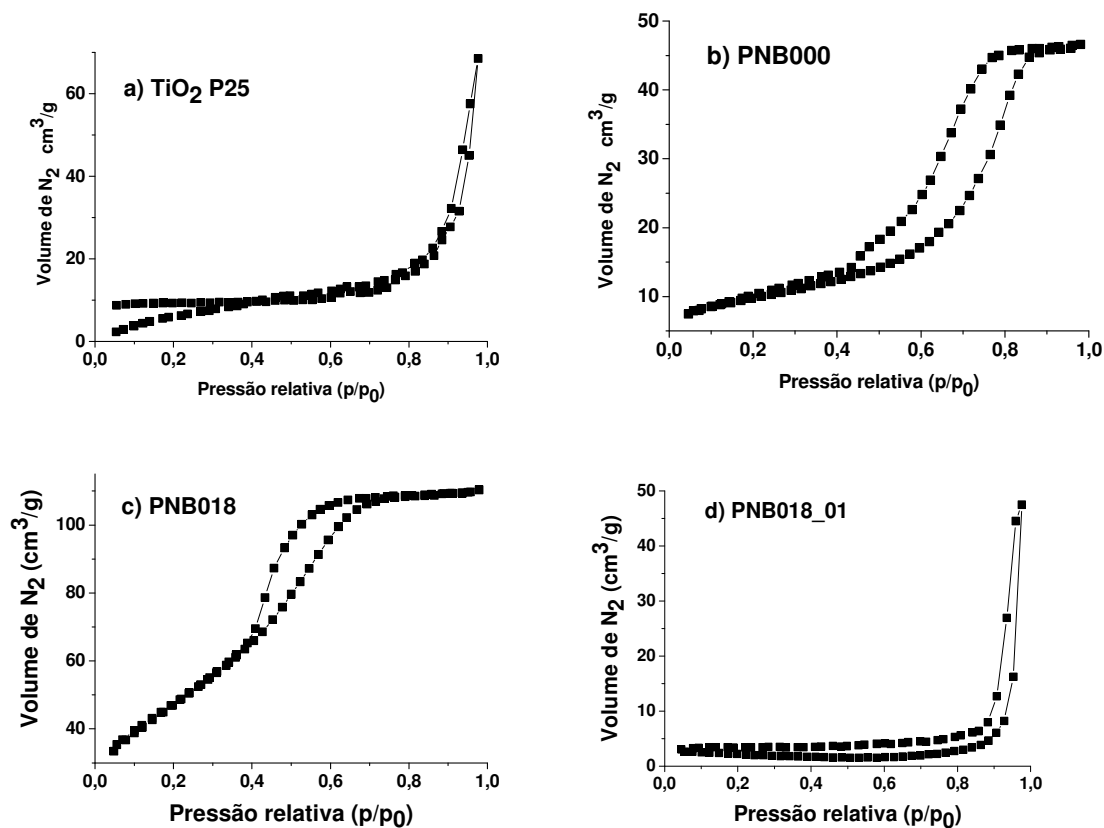 a) TiO2 P25
Volume de N2 cm3/g
60
40
20
0
0,0 0,2 0,4 0,6 0,8 1,0
Pressão relativa (p/p0)
b) PNB000
Volume de N2 cm3/g
50
40
30
20
10
0,0 0,2 0,4 0,6 0,8 1,0
Pressão relativa (p/p0)
c) PNB018
Volume de N2 (cm3/g)
100
80
60
40
0,0 0,2 0,4 0,6 0,8 1,0
Pressão relativa (p/p0)
d) PNB018_01
Volume de N2 (cm3/g)
50
40
30
20
10
0
0,0 0,2 0,4 0,6 0,8 1,0
Pressão relativa (p/p0)